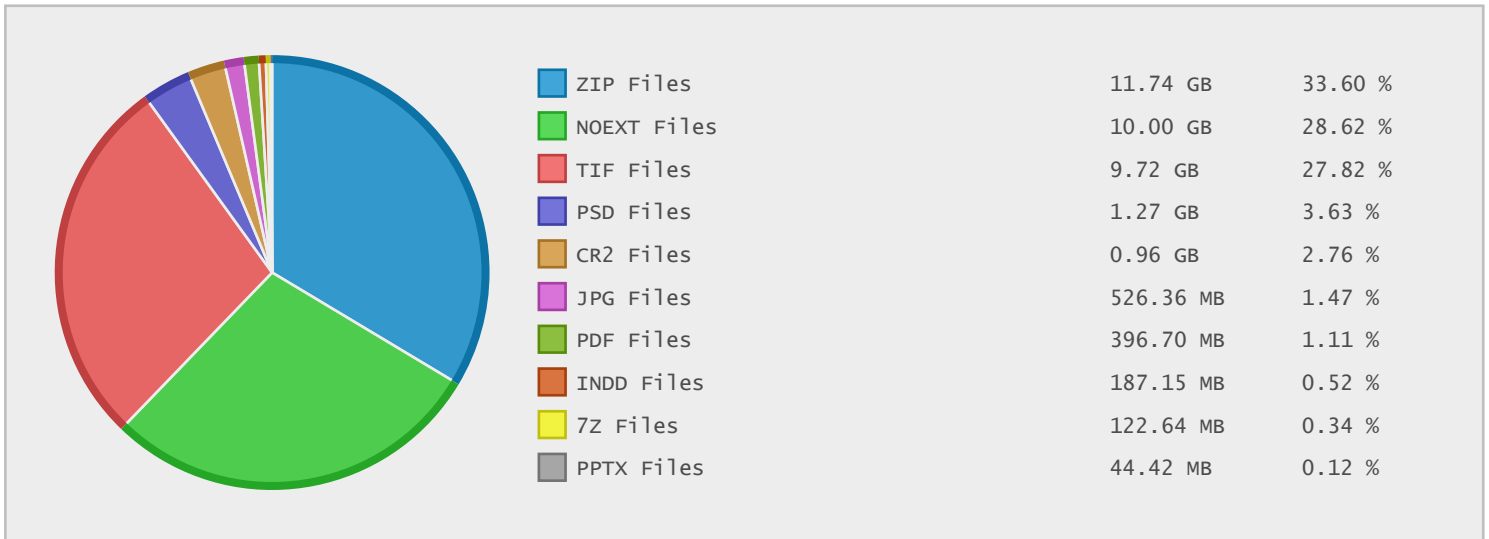 ZIP Files 11.74 GB 33.60 %
NOEXT Files 10.00 GB 28.62 %
TIF Files 9.72 GB 27.82 %
PSD Files 1.27 GB 3.63 %
CR2 Files 0.96 GB 2.76 %
JPG Files 526.36 MB 1.47 %
PDF Files 396.70 MB 1.11 %
INDD Files 187.15 MB 0.52 %
7Z Files 122.64 MB 0.34 %
PPTX Files 44.42 MB 0.12 %